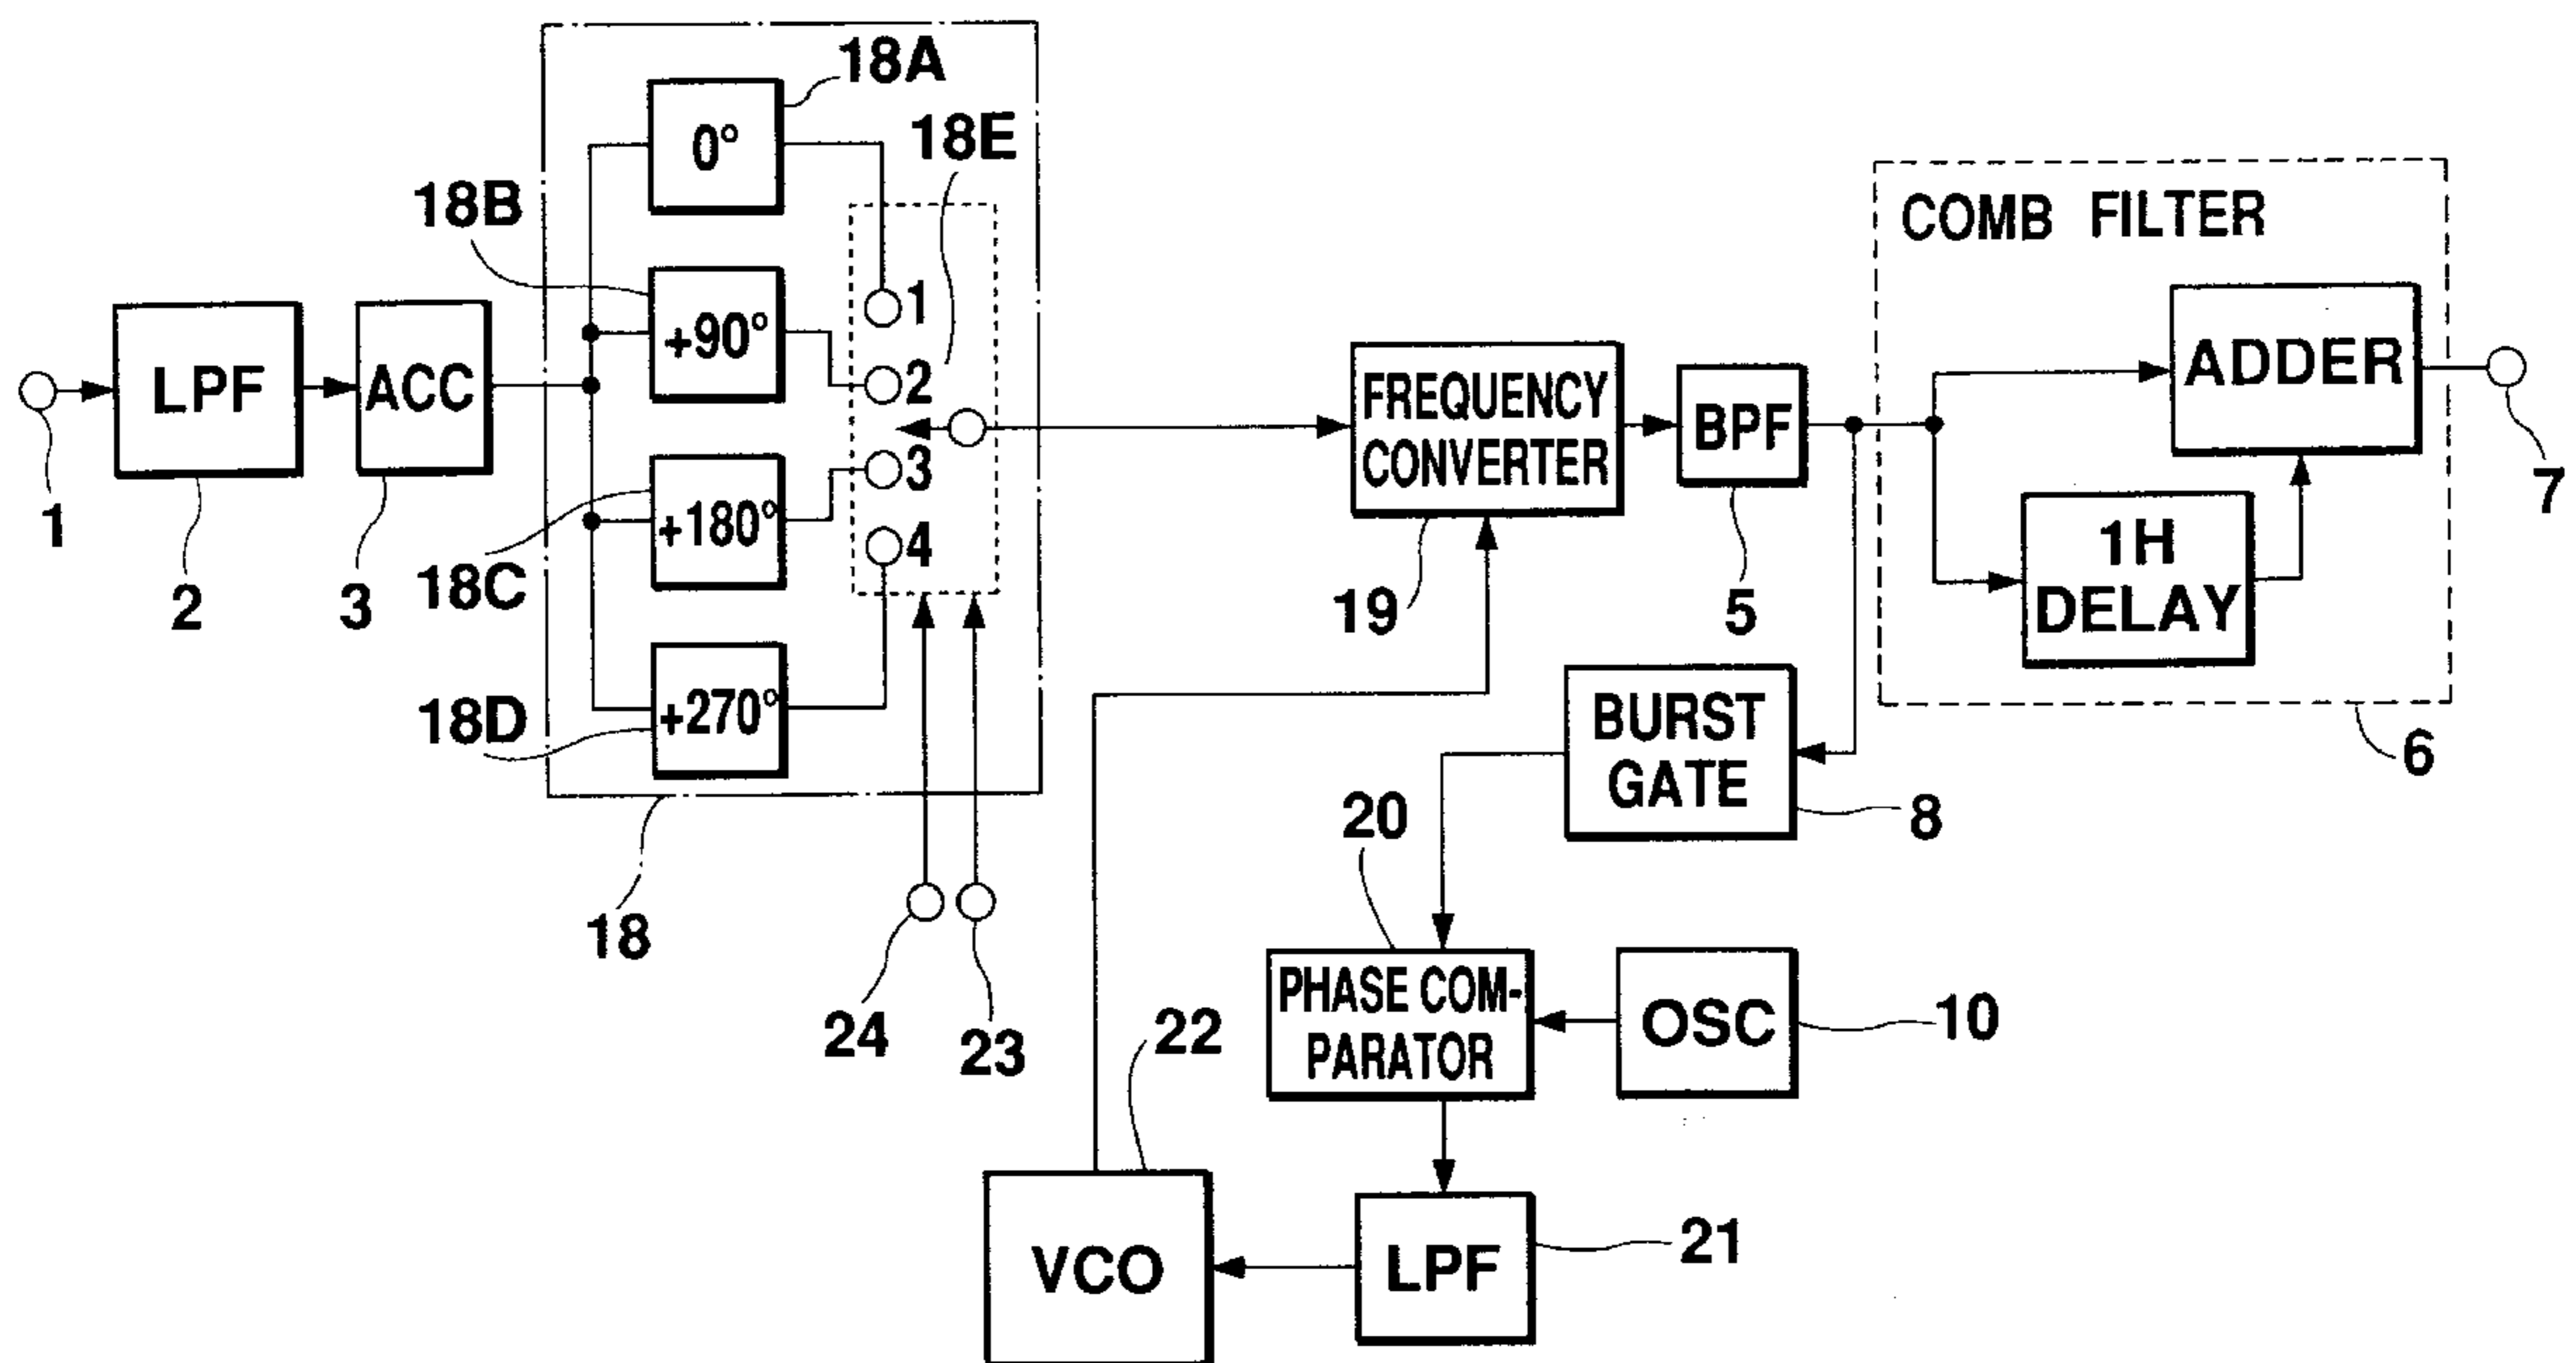 18A
0°
18E
18B
+90°
1
2
3
4
LPF
ACC
1
2
3
+180°
18C
18D
+270°
18
24
23
FREQUENCY
CONVERTER
19
BPF
5
COMB FILTER
ADDER
1H
DELAY
7
6
BURST
GATE
8
20
PHASE COM-
PARATOR
OSC
10
22
VCO
LPF
21